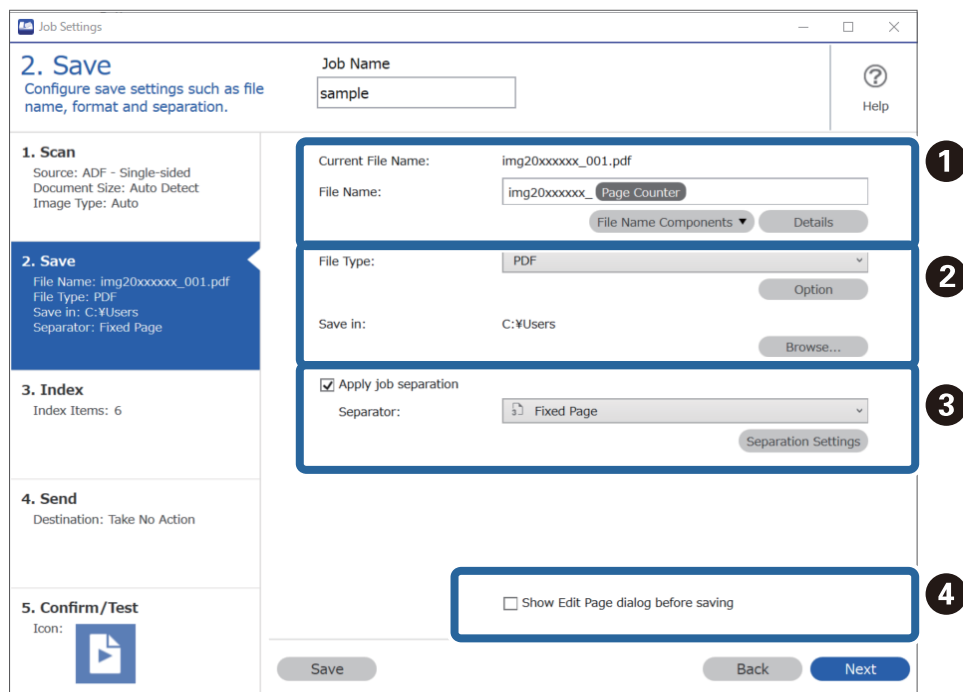 Job Settings
2. Save
Configure save settings such as file
name, format and separation.
Job Name
sample
Help
1. Scan
Source: ADF - Single-sided
Document Size: Auto Detect
Image Type: Auto
2. Save
File Name: img20xxxxxx_001.pdf
File Type: PDF
Save in: C:¥Users
Separator: Fixed Page
3. Index
Index Items: 6
4. Send
Destination: Take No Action
5. Confirm/Test
Icon:
Current File Name: img20xxxxxx_001.pdf
File Name: img20xxxxxx_ Page Counter
File Name Components ▼ Details
1
File Type: PDF
Option
Save in: C:¥Users
Browse...
2
Apply job separation
Separator: Fixed Page
Separation Settings
3
Show Edit Page dialog before saving
4
Save Back Next